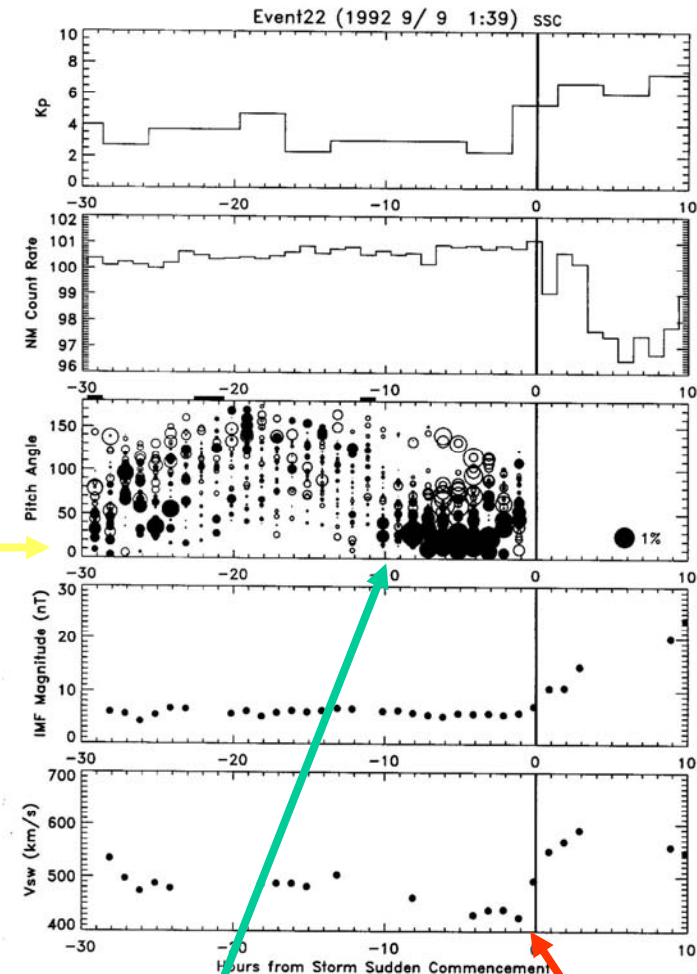 Event22 (1992 9/ 9 1:39) ssc
10
8
6
4
2
0
Kp
-30 -20 -10 0 10
102
101
100
99
98
97
96
NM Count Rate
-30 -20 -10 0 10
150
100
50
0
Pitch Angle
1%
-30 -20 -10 0 10
30
20
10
0
IMF Magnitude (nT)
-30 -20 -10 0 10
700
600
500
400
Vsw (km/s)
-30 -20 -10 0 10
Hours from Storm Sudden Commencement